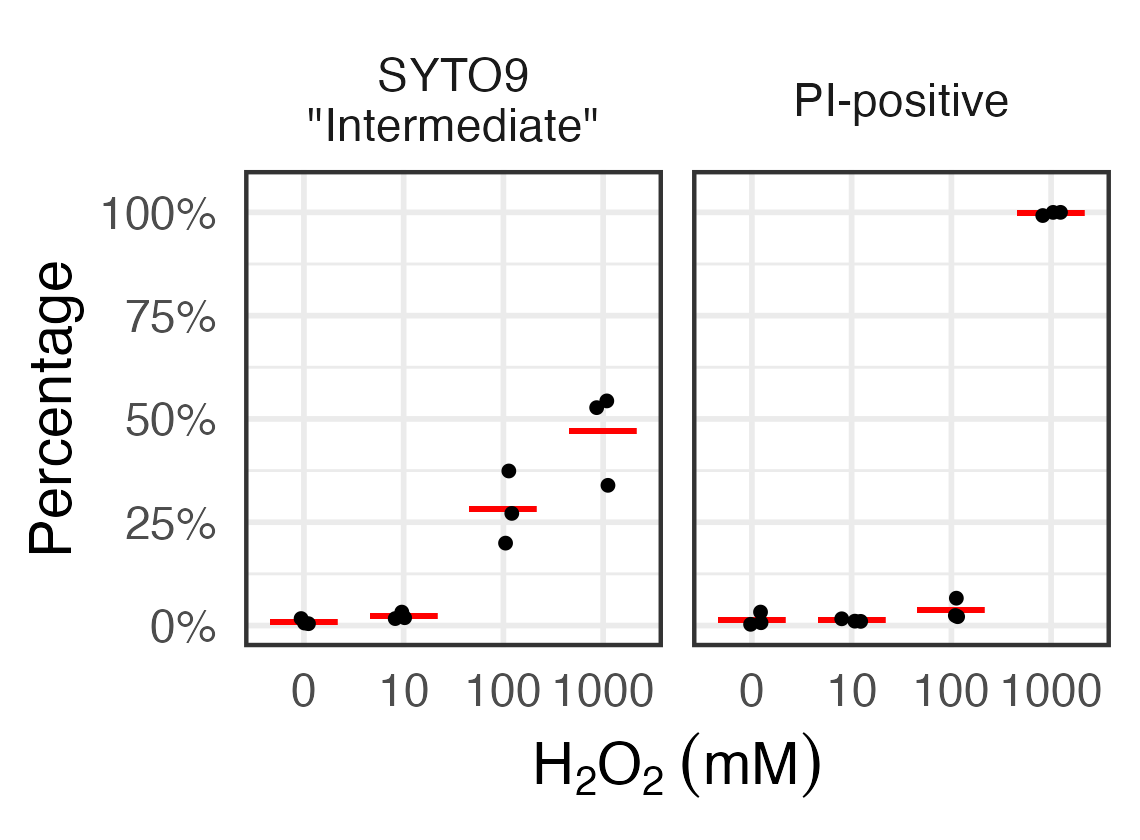 SYTO9
"Intermediate"
PI-positive
Percentage
100%
75%
50%
25%
0%
0 10 100 1000
0 10 100 1000
H₂O₂ (mM)